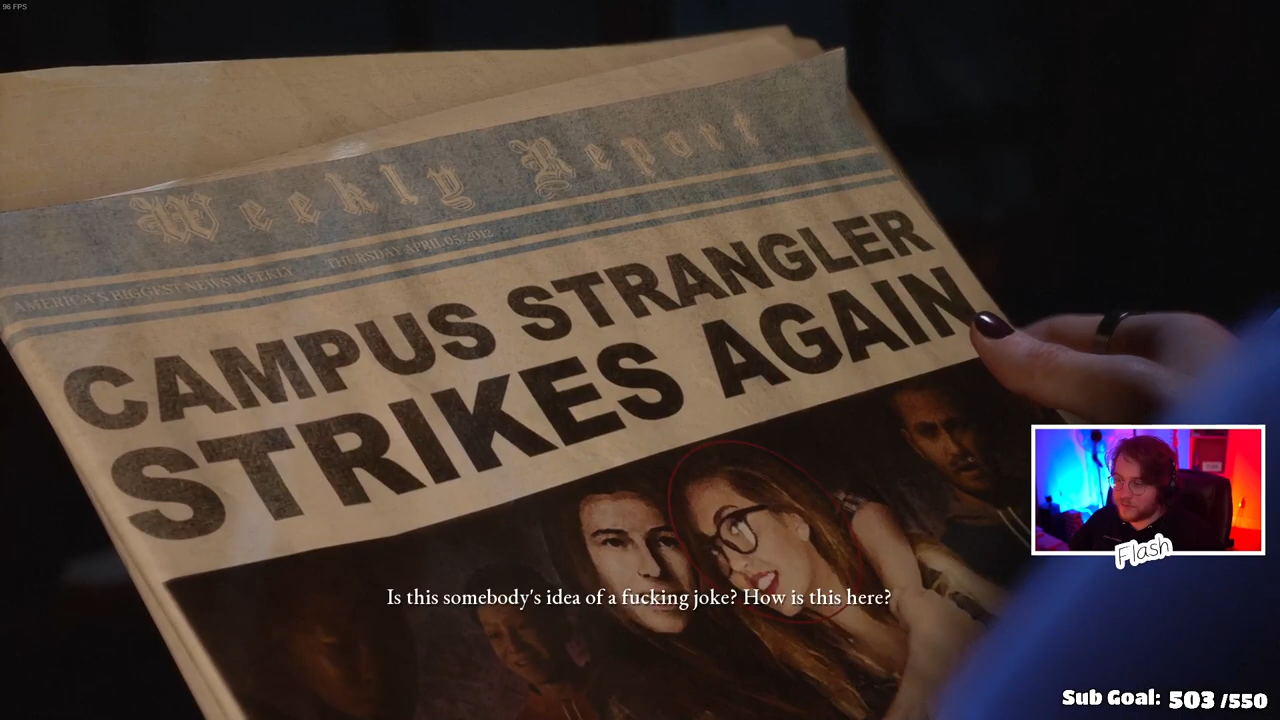 96 FPS
Weekly Report
AMERICA'S BIGGEST NEWS WEEKLY THURSDAY APRIL 05, 2012
CAMPUS STRANGLER
STRIKES AGAIN
Is this somebody's idea of a fucking joke? How is this here?
Flash
Sub Goal: 503 /550